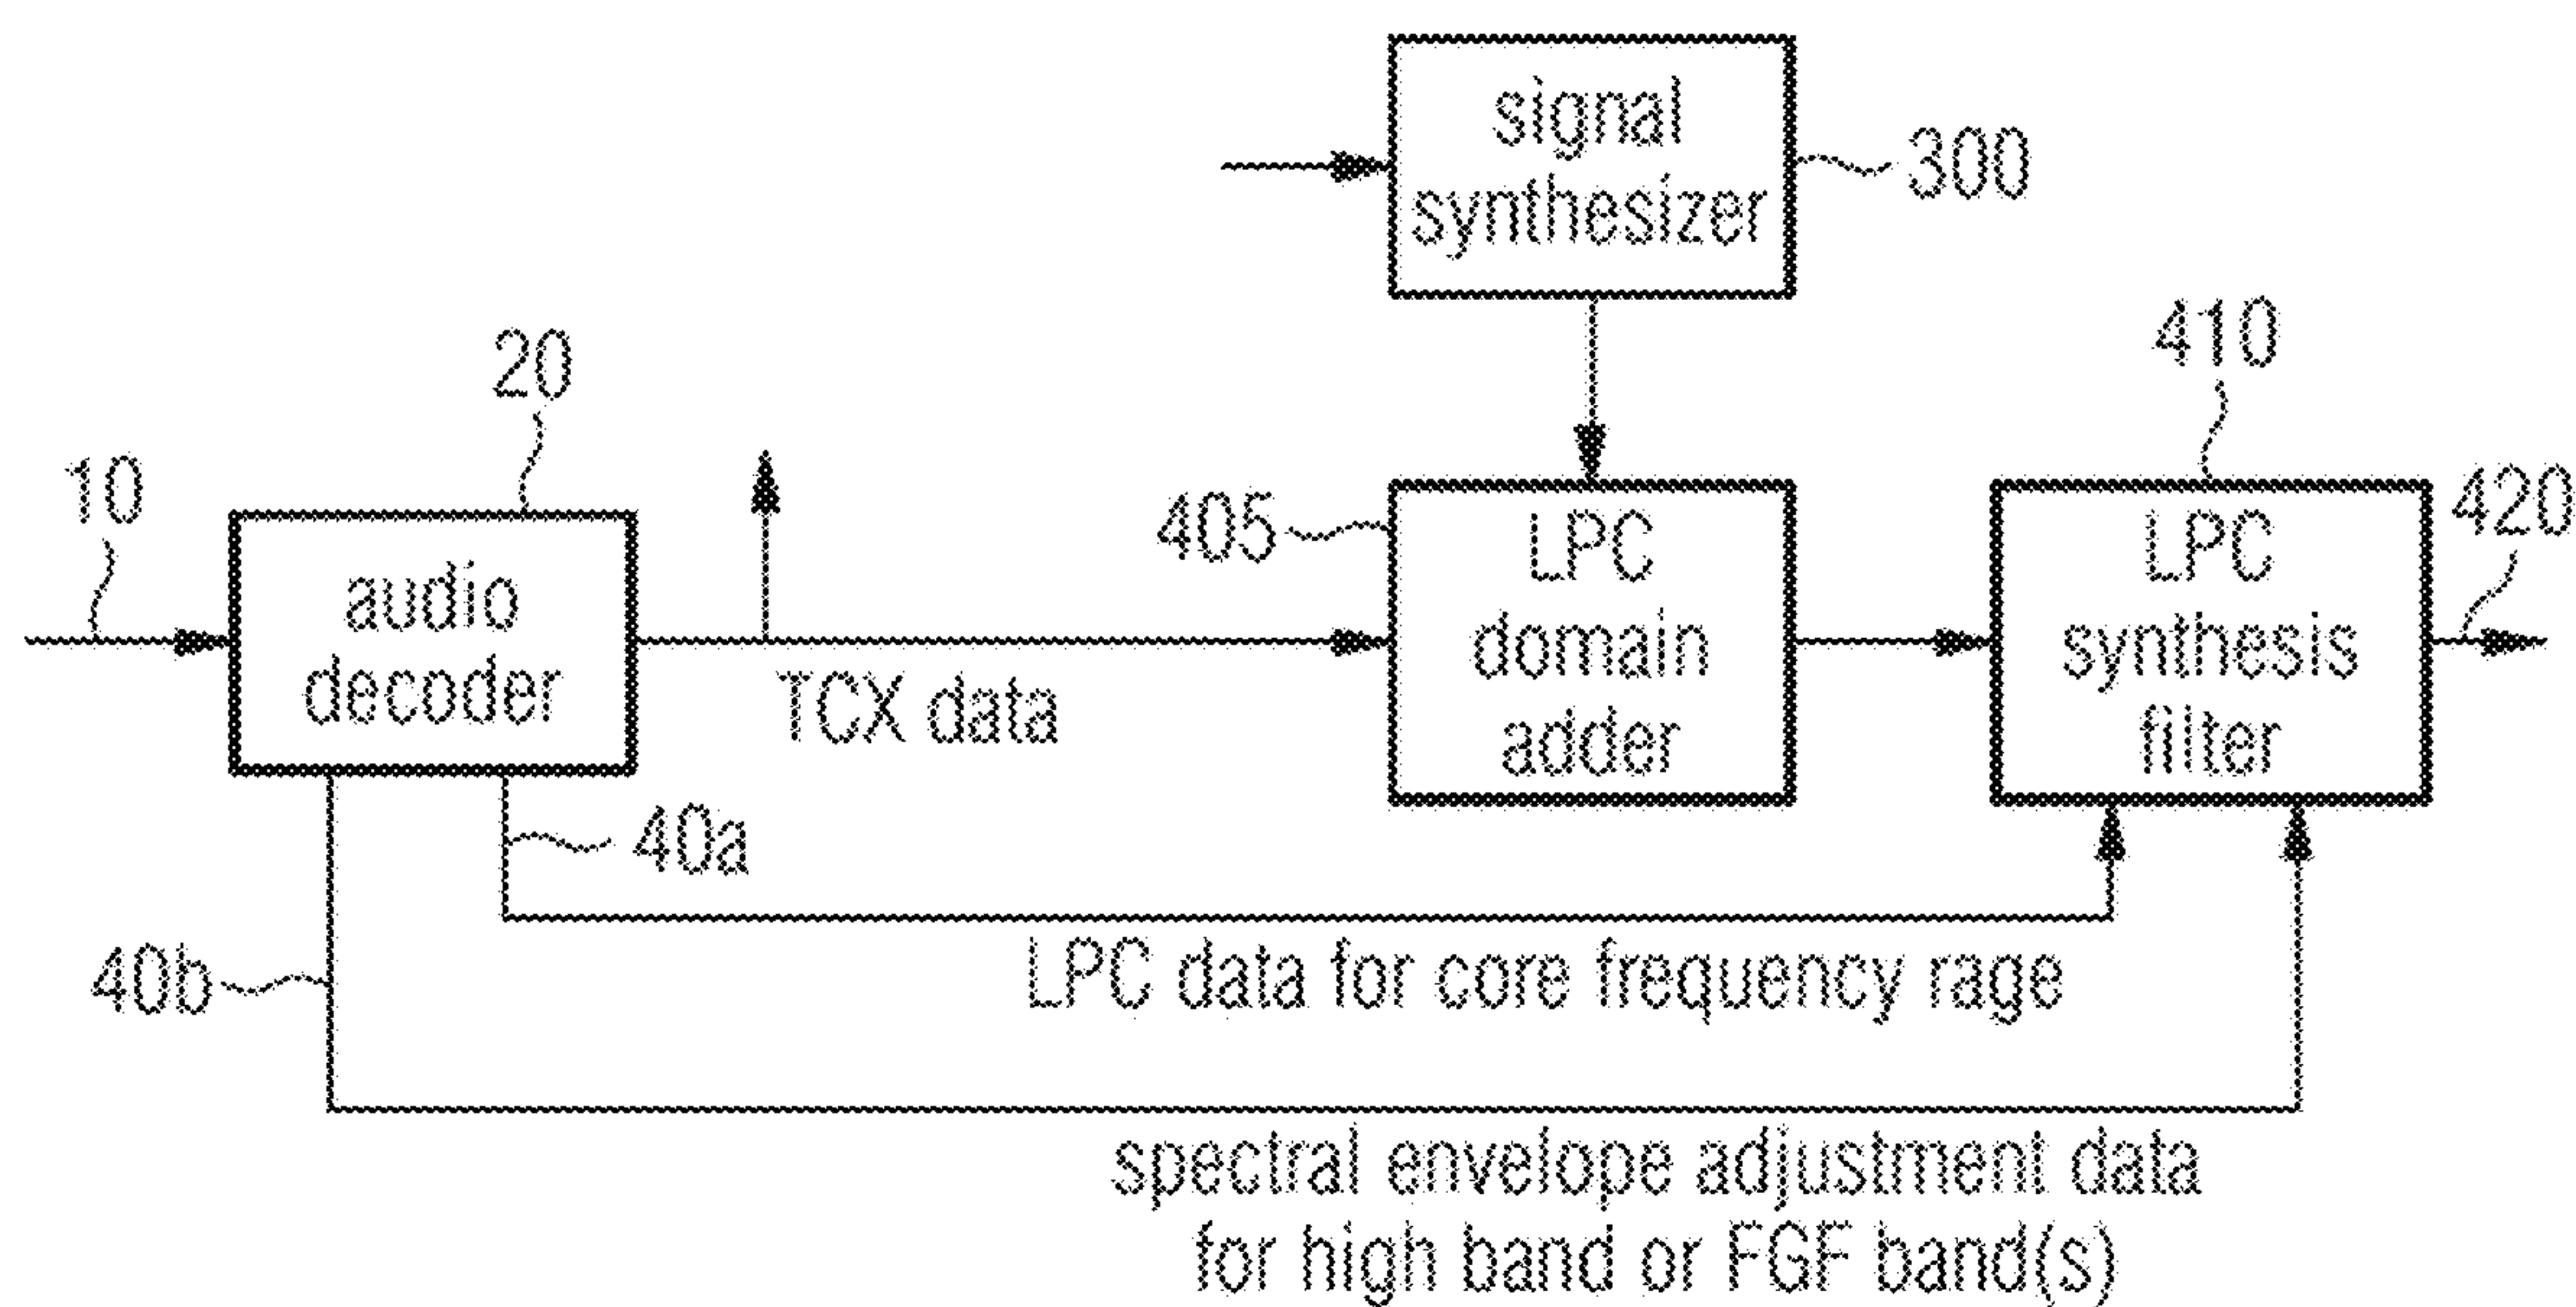 signal
synthesizer
300
20
410
10
405
420
audio
decoder
LPC
domain
adder
LPC
synthesis
filter
TCX data
40a
40b
LPC data for core frequency rage
spectral envelope adjustment data
for high band or FGF band(s)